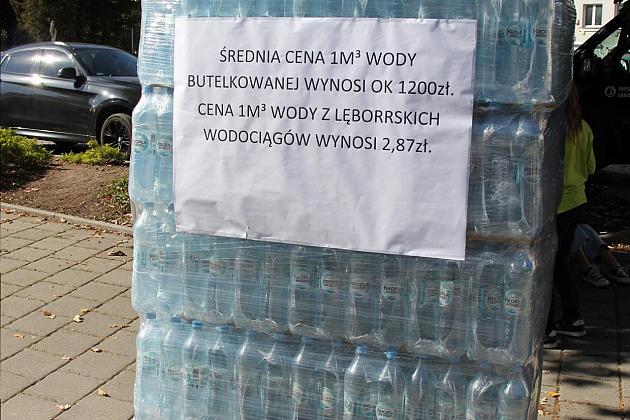 ŚREDNIA CENA 1M³ WODY
BUTELKOWANEJ WYNOSI OK 1200zł.
CENA 1M³ WODY Z LĘBORRSKICH
WODOCIĄGÓW WYNOSI 2,87zł.